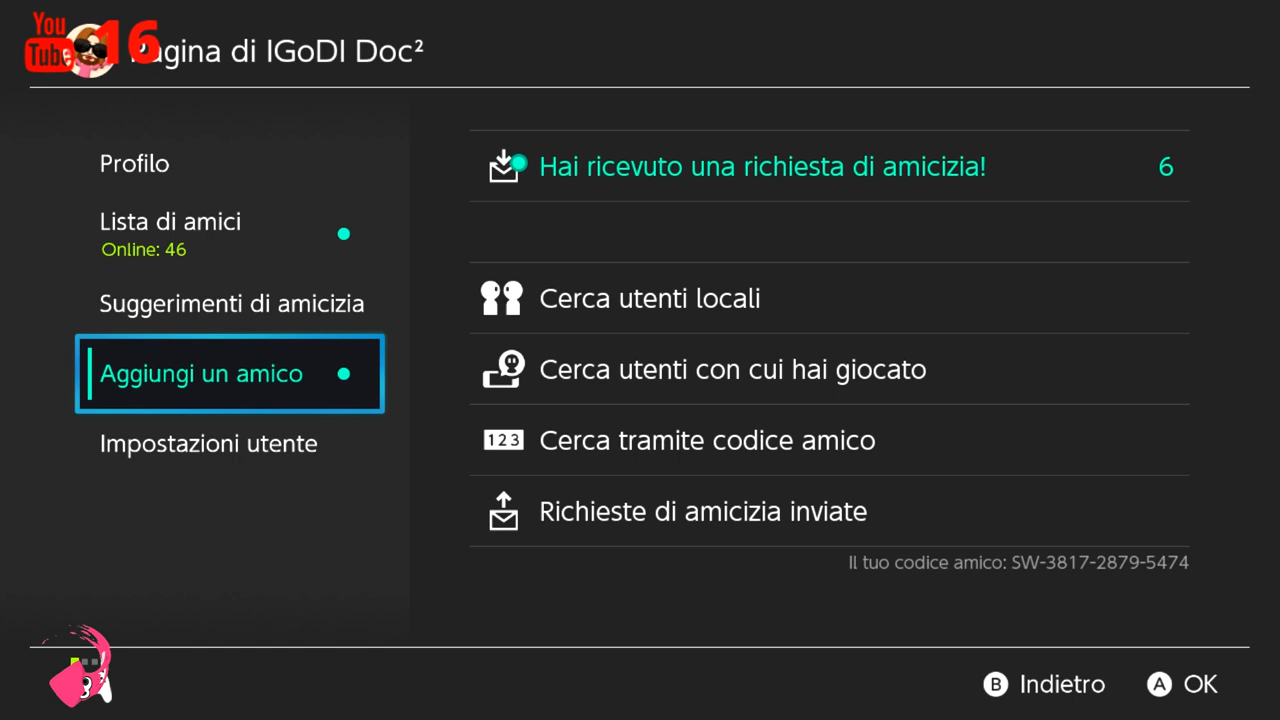 You
Tube
16
Pagina di IGoDI Doc²
Profilo
Lista di amici
Online: 46
Suggerimenti di amicizia
Aggiungi un amico
Impostazioni utente
Hai ricevuto una richiesta di amicizia! 6
Cerca utenti locali
Cerca utenti con cui hai giocato
123 Cerca tramite codice amico
Richieste di amicizia inviate
Il tuo codice amico: SW-3817-2879-5474
B Indietro A OK